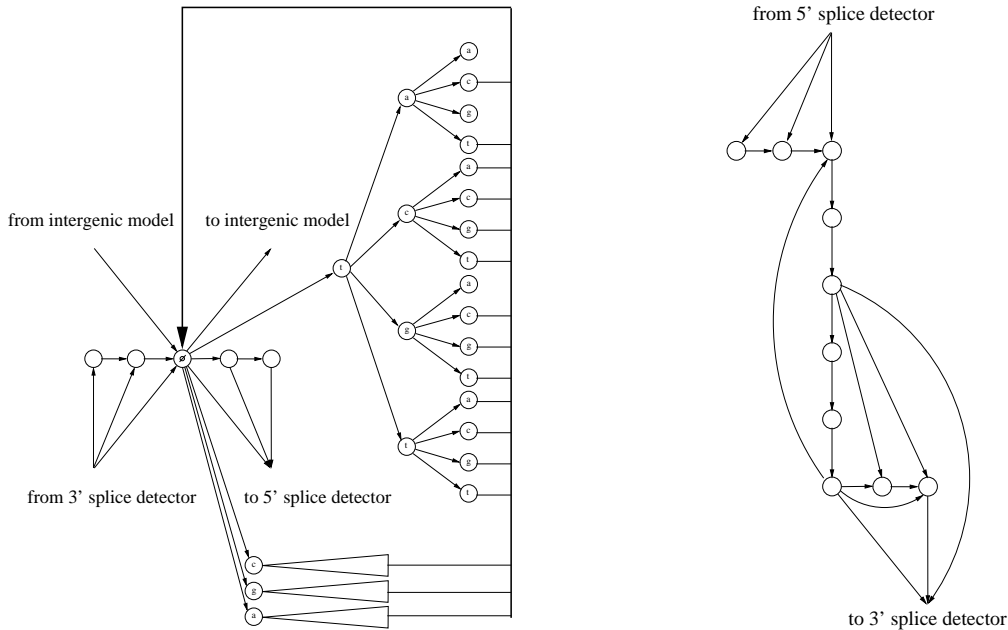 from 5’ splice detector
a
c
a
g
t
a
c
c
g
t
from intergenic model
to intergenic model
t
a
c
g
g
t
ø
a
c
t
g
t
from 3’ splice detector
to 5’ splice detector
c
g
a
to 3’ splice detector